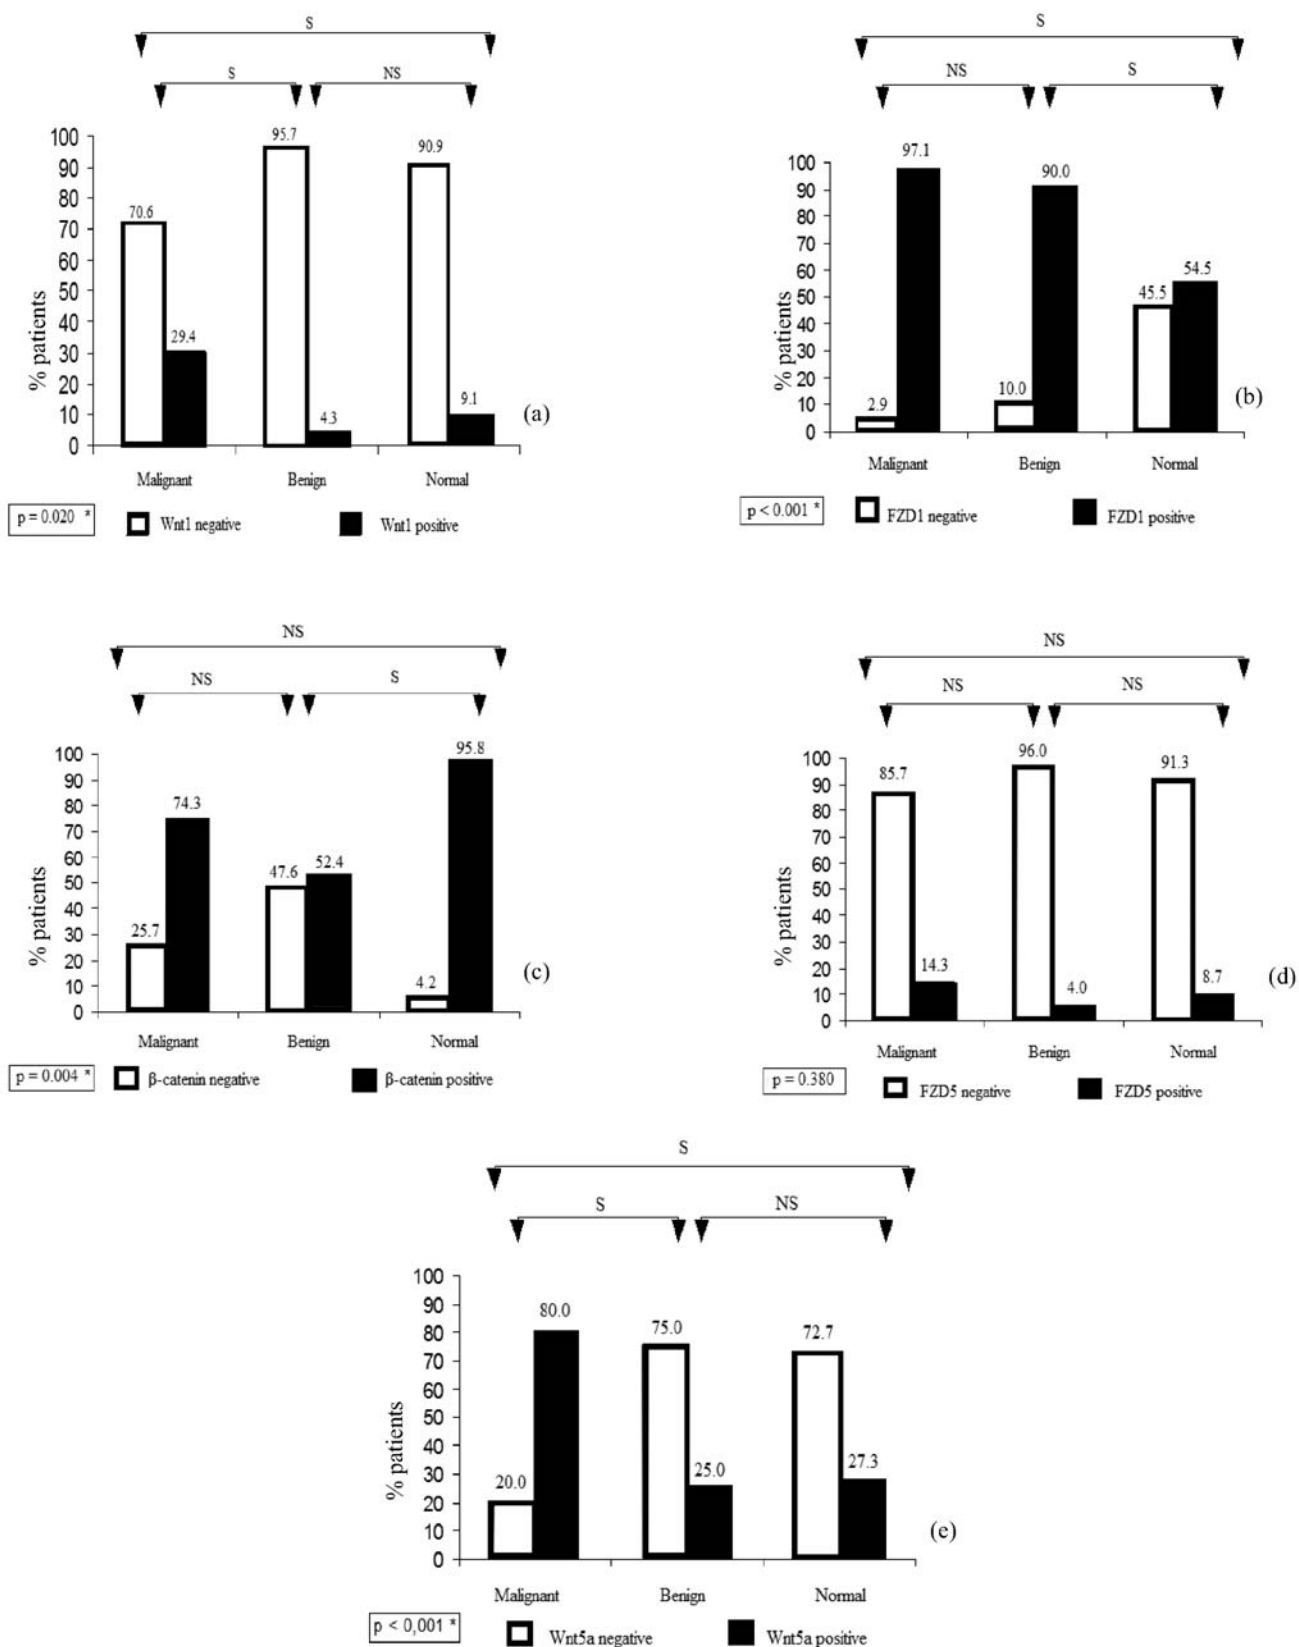 S
S NS
100
90
80
70
60
50
40
30
20
10
0
% patients
70.6 29.4 95.7 4.3 90.9 9.1
(a)
Malignant Benign Normal
p = 0.020 * Wnt1 negative Wnt1 positive
S
NS S
100
90
80
70
60
50
40
30
20
10
0
% patients
2.9 97.1 10.0 90.0 45.5 54.5
(b)
Malignant Benign Normal
p < 0.001 * FZD1 negative FZD1 positive
NS
NS S
100
90
80
70
60
50
40
30
20
10
0
% patients
25.7 74.3 47.6 52.4 4.2 95.8
(c)
Malignant Benign Normal
p = 0.004 * β-catenin negative β-catenin positive
NS
NS NS
100
90
80
70
60
50
40
30
20
10
0
% patients
85.7 14.3 96.0 4.0 91.3 8.7
(d)
Malignant Benign Normal
p = 0.380 FZD5 negative FZD5 positive
S
S NS
100
90
80
70
60
50
40
30
20
10
0
% patients
20.0 80.0 75.0 25.0 72.7 27.3
(e)
Malignant Benign Normal
p < 0,001 * Wnt5a negative Wnt5a positive